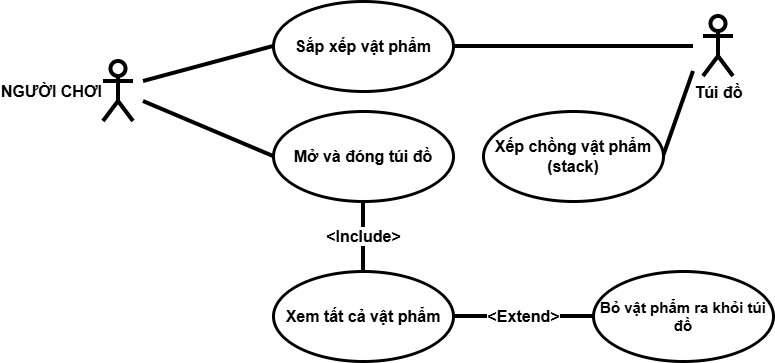 Sắp xếp vật phẩm
NGƯỜI CHƠI
Túi đồ
Mở và đóng túi đồ
Xếp chồng vật phẩm
(stack)
<Include>
Xem tất cả vật phẩm
<Extend>
Bỏ vật phẩm ra khỏi túi
đồ